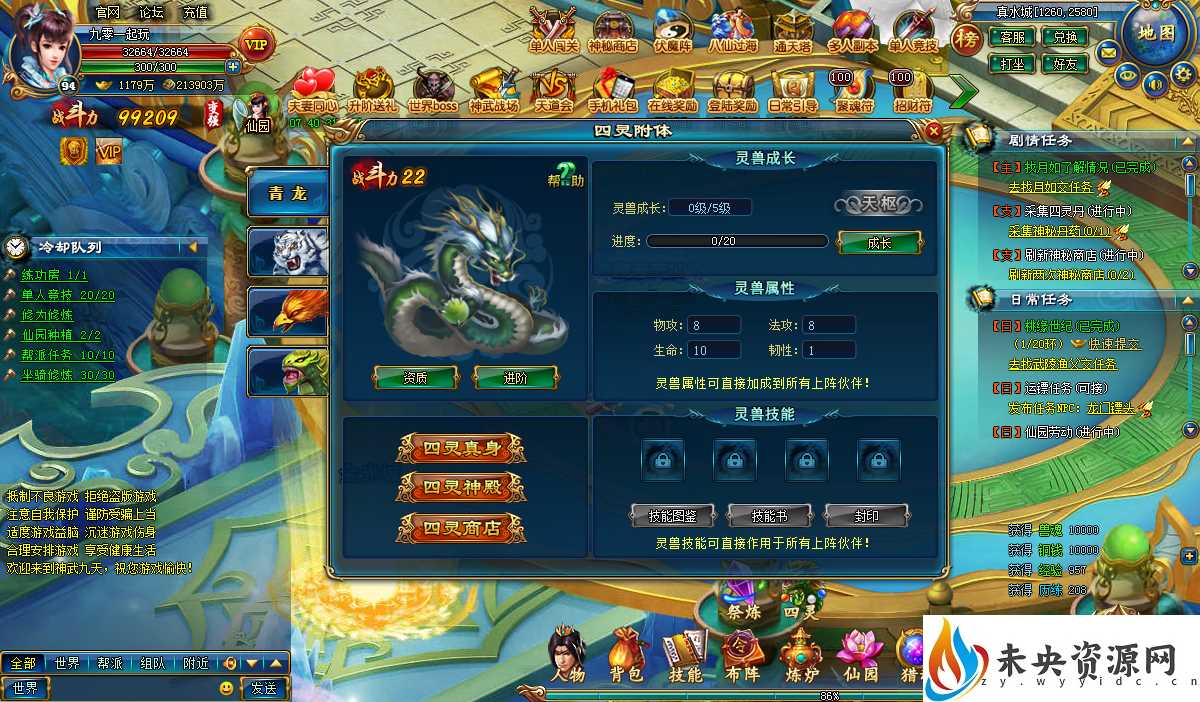 官网 论坛 充值
九零一起玩
32664/32664
300/300
VIP
94
1179万 213903万
战斗力 99209
变强
仙园
07:40:31
VIP
单人闯关 神秘商店 伏魔阵 八仙过海 通天塔 多人副本 单人竞技
夫妻同心 升阶送礼 世界boss 神武战场 天道会 手机礼包 在线奖励 登陆奖励 日常引导 聚魂符 招财符
100 100
真水城[1260,2580]
榜
客服 兑换
打坐 好友
地图
冷却队列
练功房 1/1
单人竞技 20/20
修为修炼
仙园种植 2/2
帮派任务 10/10
坐骑修炼 30/30
四灵附体
青龙
战斗力 22
帮助
资质 进阶
四灵真身
四灵神殿
四灵商店
灵兽成长
灵兽成长: 0级/5级
天枢
进度: 0/20
成长
灵兽属性
物攻: 8 法攻: 8
生命: 10 韧性: 1
灵兽属性可直接加成到所有上阵伙伴!
灵兽技能
技能图鉴 技能书 封印
灵兽技能可直接作用于所有上阵伙伴!
剧情任务
【主】找月如了解情况(已完成)
去找月如交任务
【支】采集四灵丹(进行中)
采集神秘丹药(0/1)
【支】刷新神秘商店(进行中)
刷新两次神秘商店(0/2)
日常任务
【日】桃缘世纪(已完成)
(1/20环) 快速提交
去找武陵渔父交任务
【日】运镖任务(可接)
发布任务NPC: 龙门镖头
【日】仙园劳动(进行中)
获得 兽魂 10000
获得 铜钱 10000
获得 经验 957
获得 历练 208
抵制不良游戏 拒绝盗版游戏
注意自我保护 谨防受骗上当
适度游戏益脑 沉迷游戏伤身
合理安排游戏 享受健康生活
欢迎来到神武九天，祝您游戏愉快!
全部 世界 帮派 组队 附近
世界 发送
祭炼 四灵
人物 背包 技能 布阵 炼炉 仙园 猎
86%
未央资源网
zy.wyyidc.cn